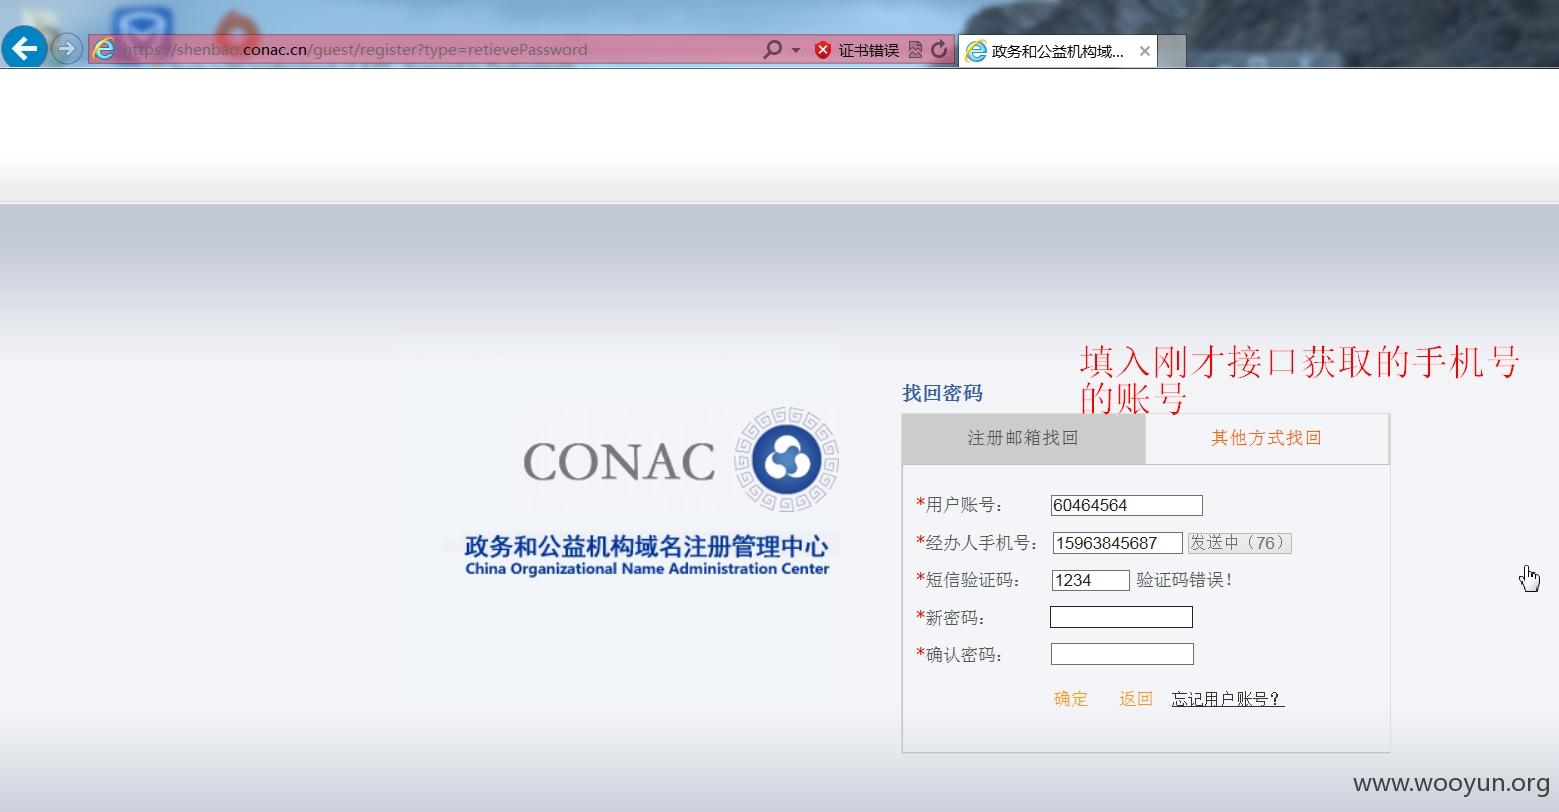 https://shenbao.conac.cn/guest/register?type=retievePassword
证书错误
政务和公益机构域...
填入刚才接口获取的手机号
的账号
找回密码
注册邮箱找回
其他方式找回
CONAC
政务和公益机构域名注册管理中心
China Organizational Name Administration Center
*用户账号：
60464564
*经办人手机号：
15963845687
发送中（76）
*短信验证码：
1234
验证码错误！
*新密码：
*确认密码：
确定
返回
忘记用户账号？
www.wooyun.org